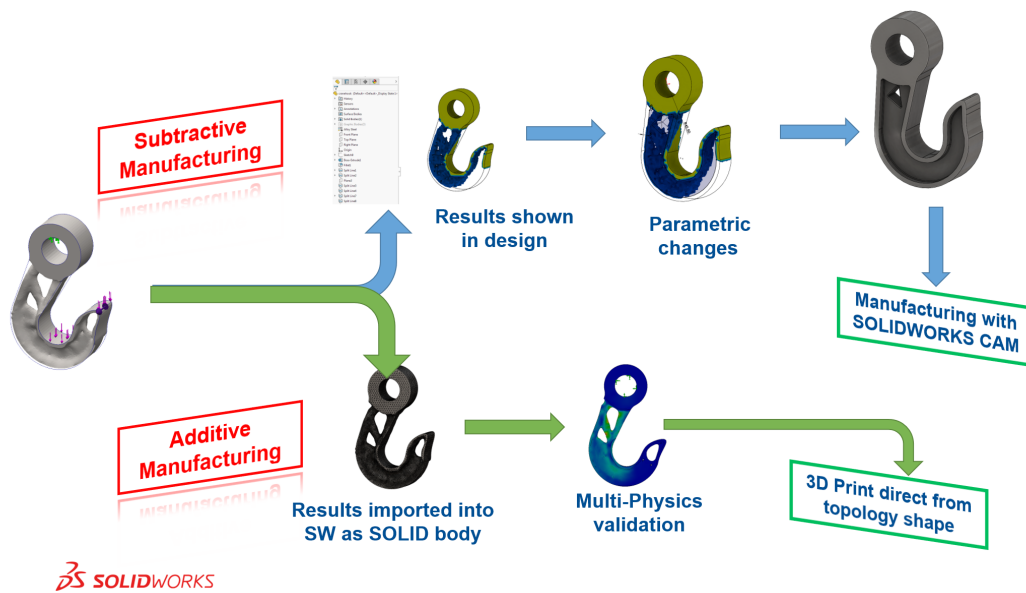 Subtractive
Manufacturing
Results shown
in design
Parametric
changes
Manufacturing with
SOLIDWORKS CAM
Additive
Manufacturing
Results imported into
SW as SOLID body
Multi-Physics
validation
3D Print direct from
topology shape
SOLIDWORKS